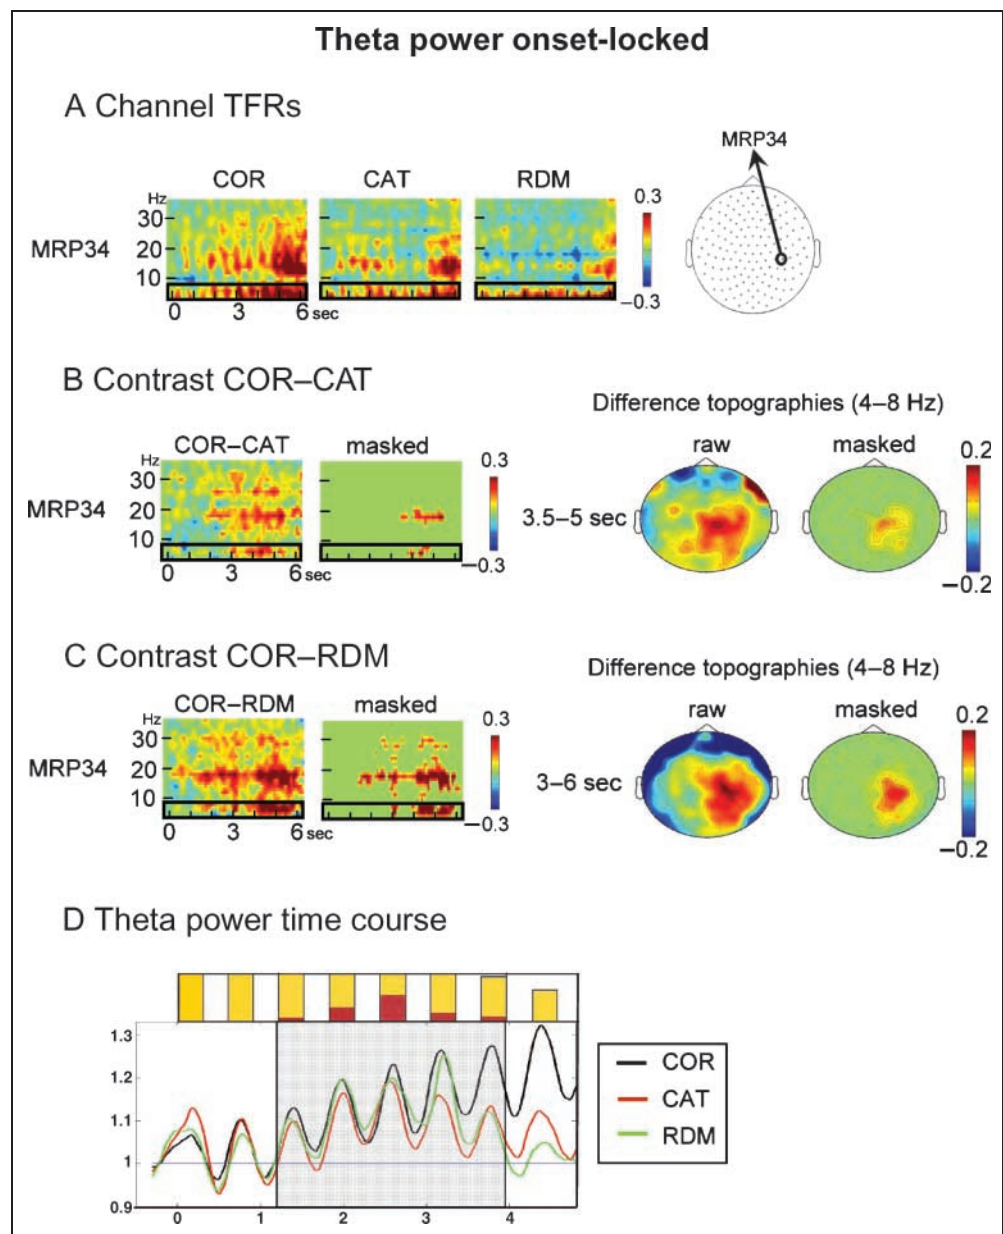 Theta power onset-locked
A Channel TFRs
MRP34
COR CAT RDM
Hz
30
20
10
MRP34
0 3 6 sec
0.3
−0.3
B Contrast COR–CAT
Difference topographies (4–8 Hz)
COR–CAT masked
raw masked
Hz
30
20
10
MRP34
0 3 6 sec
0.3
−0.3
3.5–5 sec
0.2
−0.2
C Contrast COR–RDM
Difference topographies (4–8 Hz)
COR–RDM masked
raw masked
Hz
30
20
10
MRP34
0 3 6 sec
0.3
−0.3
3–6 sec
0.2
−0.2
D Theta power time course
1.3
1.2
1.1
1
0.9
0 1 2 3 4
COR
CAT
RDM